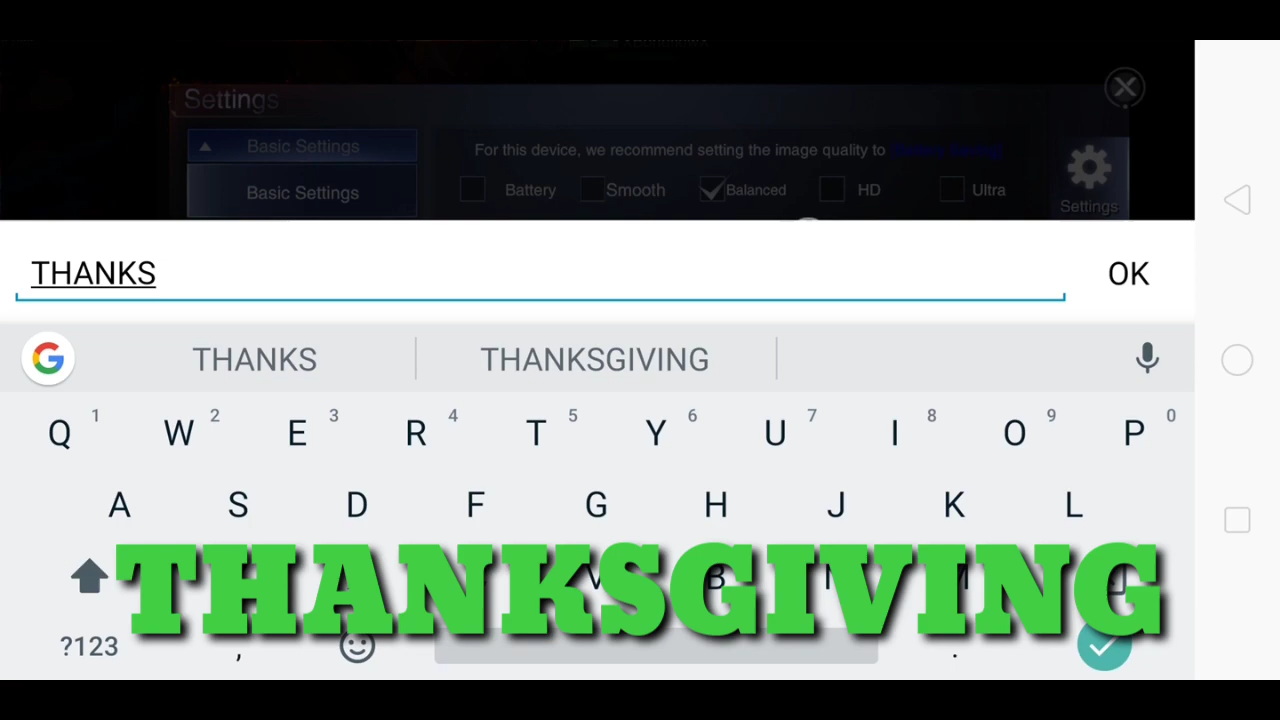 Settings
Basic Settings
For this device, we recommend setting the image quality to
Basic Settings
Battery Smooth Balanced HD Ultra
Settings
THANKS
OK
THANKS THANKSGIVING
Q 1 W 2 E 3 R 4 T 5 Y 6 U 7 I 8 O 9 P 0
A S D F G H J K L
V B N M
THANKSGIVING
?123 , .